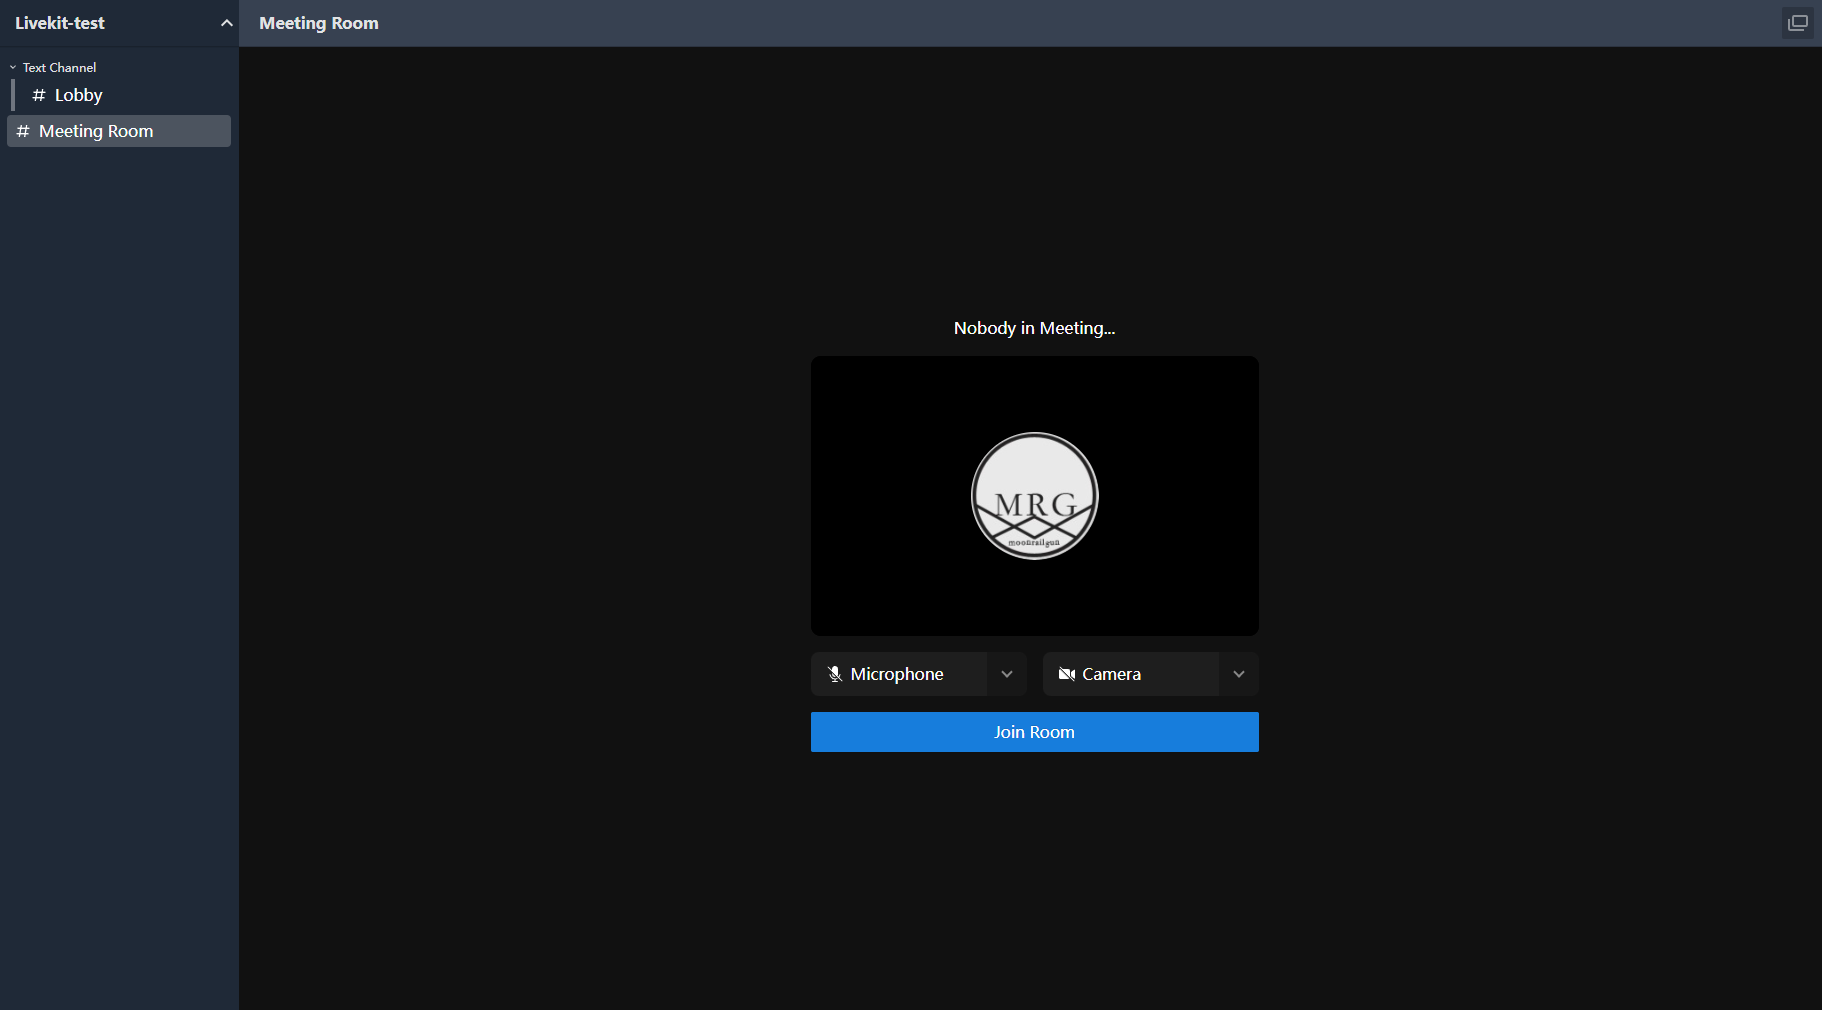 Livekit-test
Meeting Room
Text Channel
# Lobby
# Meeting Room
Nobody in Meeting...
MRG
moonrailgun
Microphone
Camera
Join Room